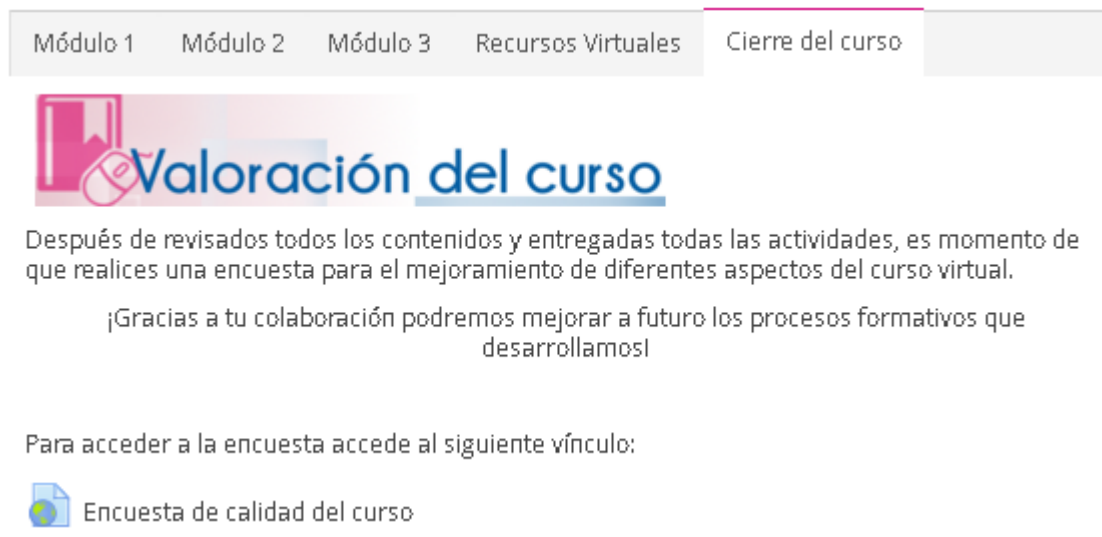 Módulo 1 Módulo 2 Módulo 3 Recursos Virtuales Cierre del curso
Valoración del curso
Después de revisados todos los contenidos y entregadas todas las actividades, es momento de
que realices una encuesta para el mejoramiento de diferentes aspectos del curso virtual.
¡Gracias a tu colaboración podremos mejorar a futuro los procesos formativos que
desarrollamos!
Para acceder a la encuesta accede al siguiente vínculo:
Encuesta de calidad del curso